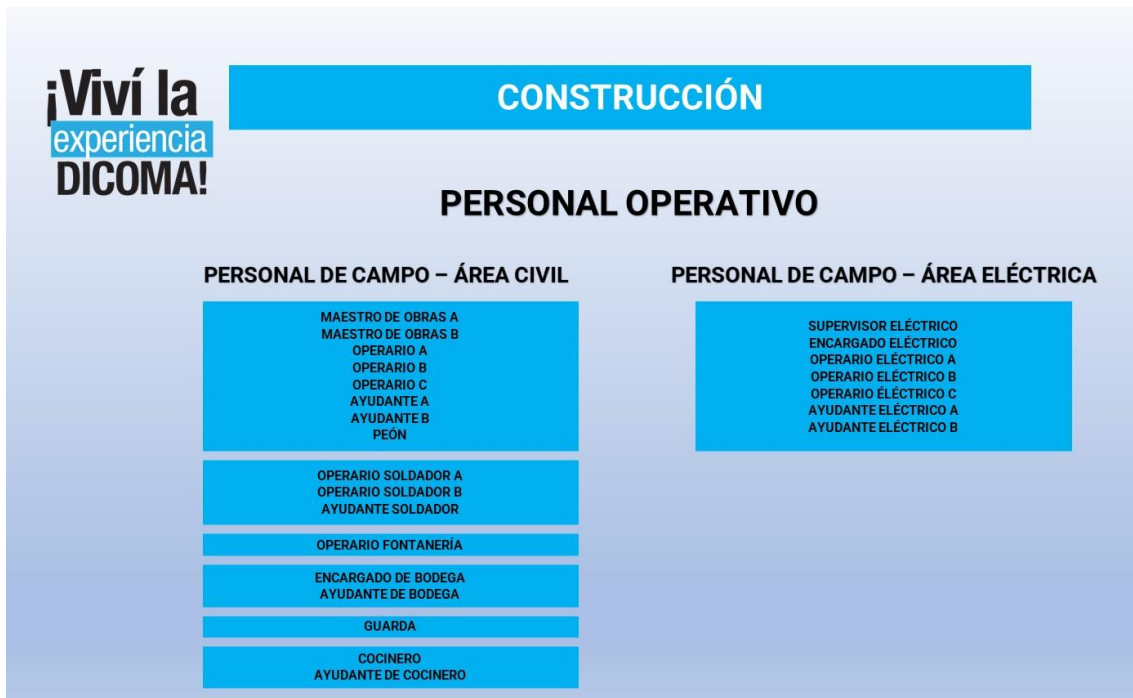 ¡Viví la
experiencia
DICOMA!
CONSTRUCCIÓN
PERSONAL OPERATIVO
PERSONAL DE CAMPO – ÁREA CIVIL
MAESTRO DE OBRAS A
MAESTRO DE OBRAS B
OPERARIO A
OPERARIO B
OPERARIO C
AYUDANTE A
AYUDANTE B
PEÓN
OPERARIO SOLDADOR A
OPERARIO SOLDADOR B
AYUDANTE SOLDADOR
OPERARIO FONTANERÍA
ENCARGADO DE BODEGA
AYUDANTE DE BODEGA
GUARDA
COCINERO
AYUDANTE DE COCINERO
PERSONAL DE CAMPO – ÁREA ELÉCTRICA
SUPERVISOR ELÉCTRICO
ENCARGADO ELÉCTRICO
OPERARIO ELÉCTRICO A
OPERARIO ELÉCTRICO B
OPERARIO ÉLÉCTRICO C
AYUDANTE ELÉCTRICO A
AYUDANTE ELÉCTRICO B